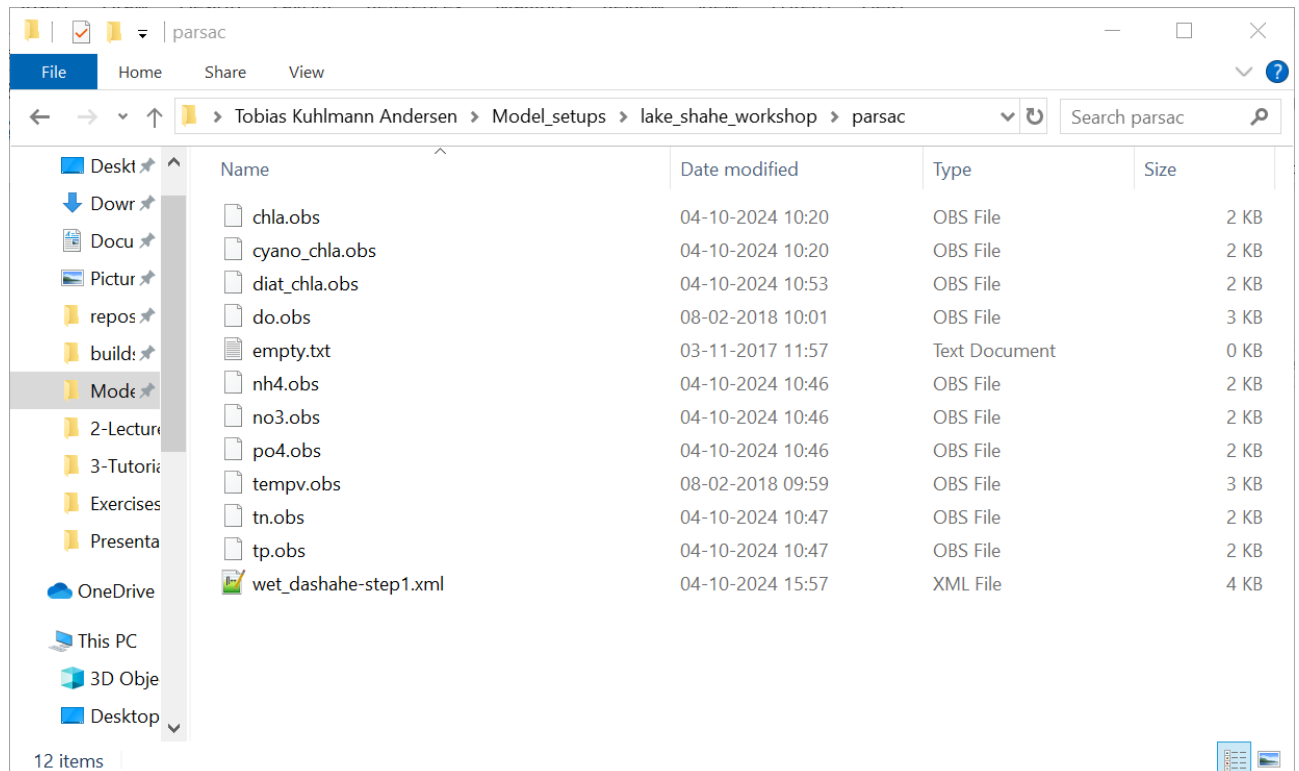 parsac
File Home Share View
Tobias Kuhlmann Andersen > Model_setups > lake_shahe_workshop > parsac Search parsac
Name Date modified Type Size
Deskt
Dowr
Docu
Pictur
repos
builds
Mode
2-Lecture
3-Tutoria
Exercises
Presenta
OneDrive
This PC
3D Obje
Desktop
chla.obs 04-10-2024 10:20 OBS File 2 KB
cyano_chla.obs 04-10-2024 10:20 OBS File 2 KB
diat_chla.obs 04-10-2024 10:53 OBS File 2 KB
do.obs 08-02-2018 10:01 OBS File 3 KB
empty.txt 03-11-2017 11:57 Text Document 0 KB
nh4.obs 04-10-2024 10:46 OBS File 2 KB
no3.obs 04-10-2024 10:46 OBS File 2 KB
po4.obs 04-10-2024 10:46 OBS File 2 KB
tempv.obs 08-02-2018 09:59 OBS File 3 KB
tn.obs 04-10-2024 10:47 OBS File 2 KB
tp.obs 04-10-2024 10:47 OBS File 2 KB
wet_dashahe-step1.xml 04-10-2024 15:57 XML File 4 KB
12 items